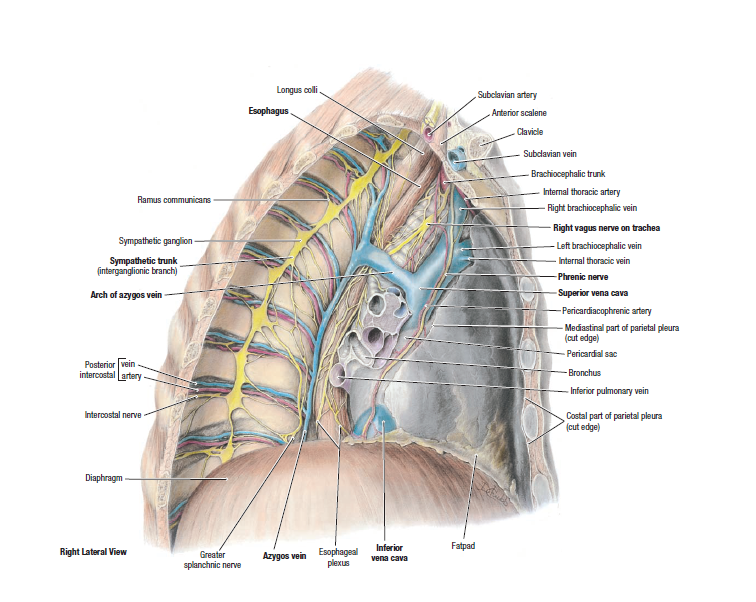 Longus colli
Esophagus
Ramus communicans
Sympathetic ganglion
Sympathetic trunk
(interganglionic branch)
Arch of azygos vein
Posterior
intercostal
vein
artery
Intercostal nerve
Diaphragm
Right Lateral View
Subclavian artery
Anterior scalene
Clavicle
Subclavian vein
Brachiocephalic trunk
Internal thoracic artery
Right brachiocephalic vein
Right vagus nerve on trachea
Left brachiocephalic vein
Internal thoracic vein
Phrenic nerve
Superior vena cava
Pericardiacophrenic artery
Mediastinal part of parietal pleura
(cut edge)
Pericardial sac
Bronchus
Inferior pulmonary vein
Costal part of parietal pleura
(cut edge)
Greater
splanchnic nerve
Azygos vein
Esophageal
plexus
Inferior
vena cava
Fatpad